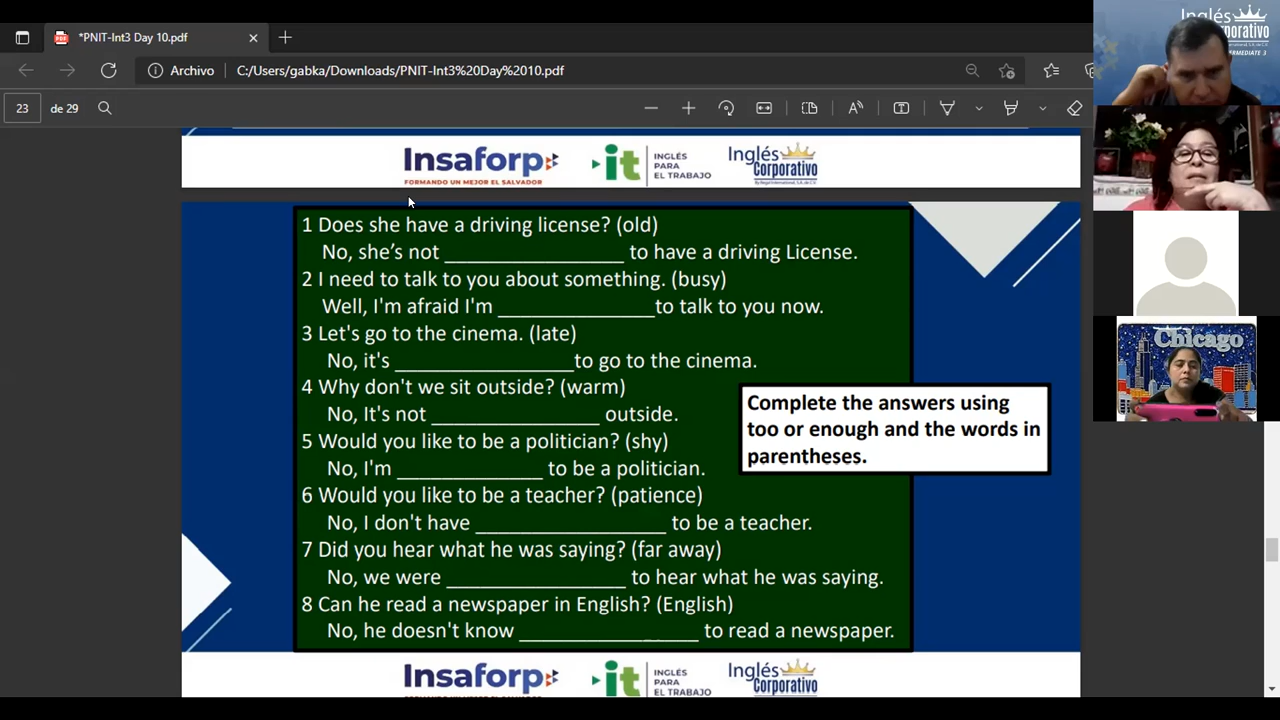 *PNIT-Int3 Day 10.pdf
Archivo
C:/Users/gabka/Downloads/PNIT-Int3%20Day%2010.pdf
23
de 29
Insaforp
FORMANDO UN MEJOR EL SALVADOR
it
INGLÉS
PARA
EL TRABAJO
Inglés
Corporativo
1 Does she have a driving license? (old)
No, she's not ________________ to have a driving License.
2 I need to talk to you about something. (busy)
Well, I'm afraid I'm ______________to talk to you now.
3 Let's go to the cinema. (late)
No, it's ________________to go to the cinema.
4 Why don't we sit outside? (warm)
No, It's not _______________ outside.
5 Would you like to be a politician? (shy)
No, I'm _____________ to be a politician.
6 Would you like to be a teacher? (patience)
No, I don't have _________________ to be a teacher.
7 Did you hear what he was saying? (far away)
No, we were ________________ to hear what he was saying.
8 Can he read a newspaper in English? (English)
No, he doesn't know ________________ to read a newspaper.
Complete the answers using
too or enough and the words in
parentheses.
Insaforp
it
INGLÉS
PARA
EL TRABAJO
Inglés
Corporativo
Inglés
Chicago